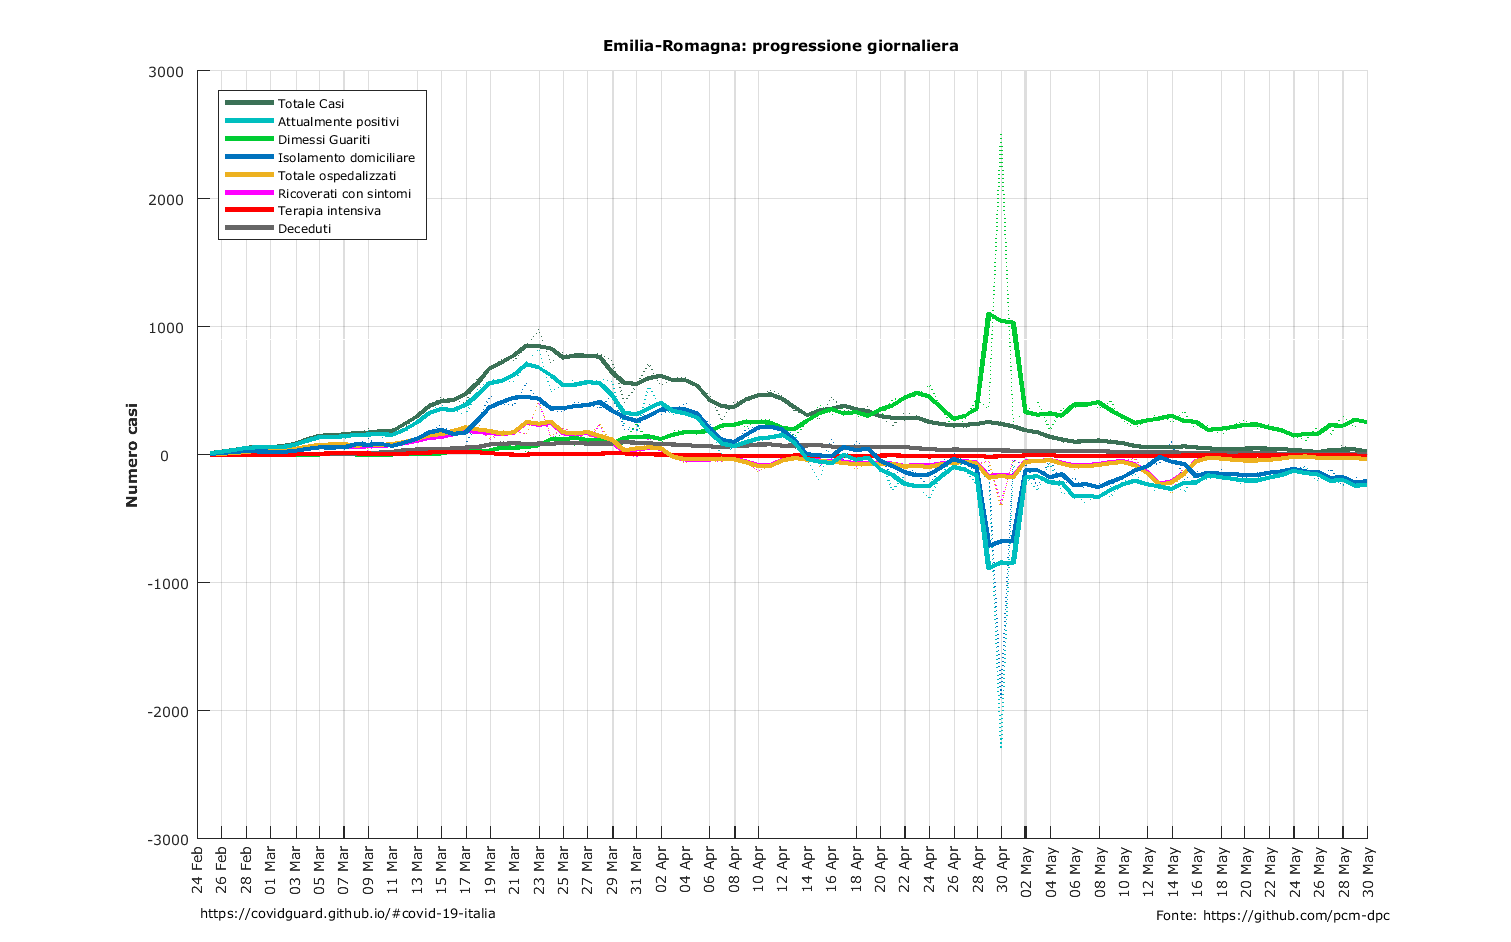 Emilia-Romagna: progressione giornaliera
3000
2000
1000
0
-1000
-2000
-3000
Numero casi
Totale Casi
Attualmente positivi
Dimessi Guariti
Isolamento domiciliare
Totale ospedalizzati
Ricoverati con sintomi
Terapia intensiva
Deceduti
24 Feb
26 Feb
28 Feb
01 Mar
03 Mar
05 Mar
07 Mar
09 Mar
11 Mar
13 Mar
15 Mar
17 Mar
19 Mar
21 Mar
23 Mar
25 Mar
27 Mar
29 Mar
31 Mar
02 Apr
04 Apr
06 Apr
08 Apr
10 Apr
12 Apr
14 Apr
16 Apr
18 Apr
20 Apr
22 Apr
24 Apr
26 Apr
28 Apr
30 Apr
02 May
04 May
06 May
08 May
10 May
12 May
14 May
16 May
18 May
20 May
22 May
24 May
26 May
28 May
30 May
https://covidguard.github.io/#covid-19-italia
Fonte: https://github.com/pcm-dpc